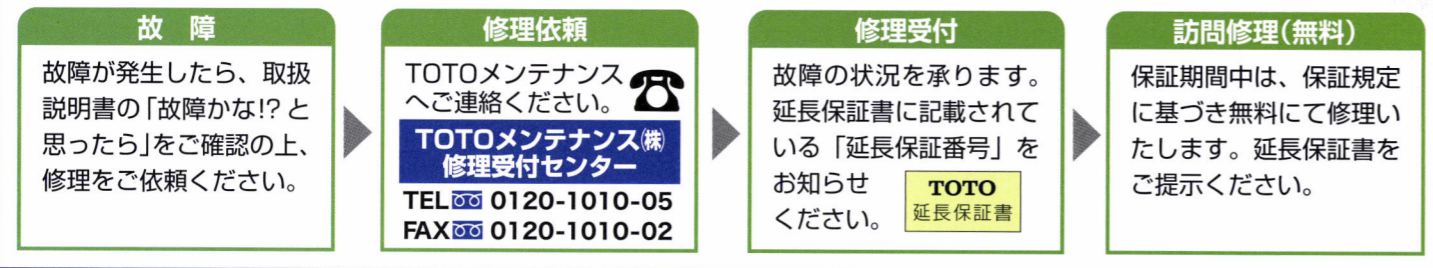 故　障
故障が発生したら、取扱
説明書の「故障かな!?と
思ったら」をご確認の上、
修理をご依頼ください。
修理依頼
TOTOメンテナンス
へご連絡ください。
TOTOメンテナンス㈱
修理受付センター
TEL 0120-1010-05
FAX 0120-1010-02
修理受付
故障の状況を承ります。
延長保証書に記載されて
いる「延長保証番号」を
お知らせ
ください。
TOTO
延長保証書
訪問修理(無料)
保証期間中は、保証規定
に基づき無料にて修理い
たします。延長保証書を
ご提示ください。